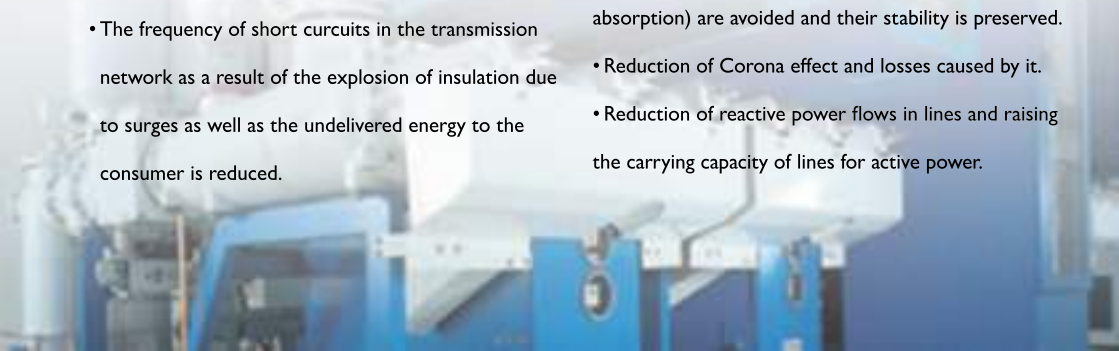 • The frequency of short curcuits in the transmission
network as a result of the explosion of insulation due
to surges as well as the undelivered energy to the
consumer is reduced.
absorption) are avoided and their stability is preserved.
• Reduction of Corona effect and losses caused by it.
• Reduction of reactive power flows in lines and raising
the carrying capacity of lines for active power.